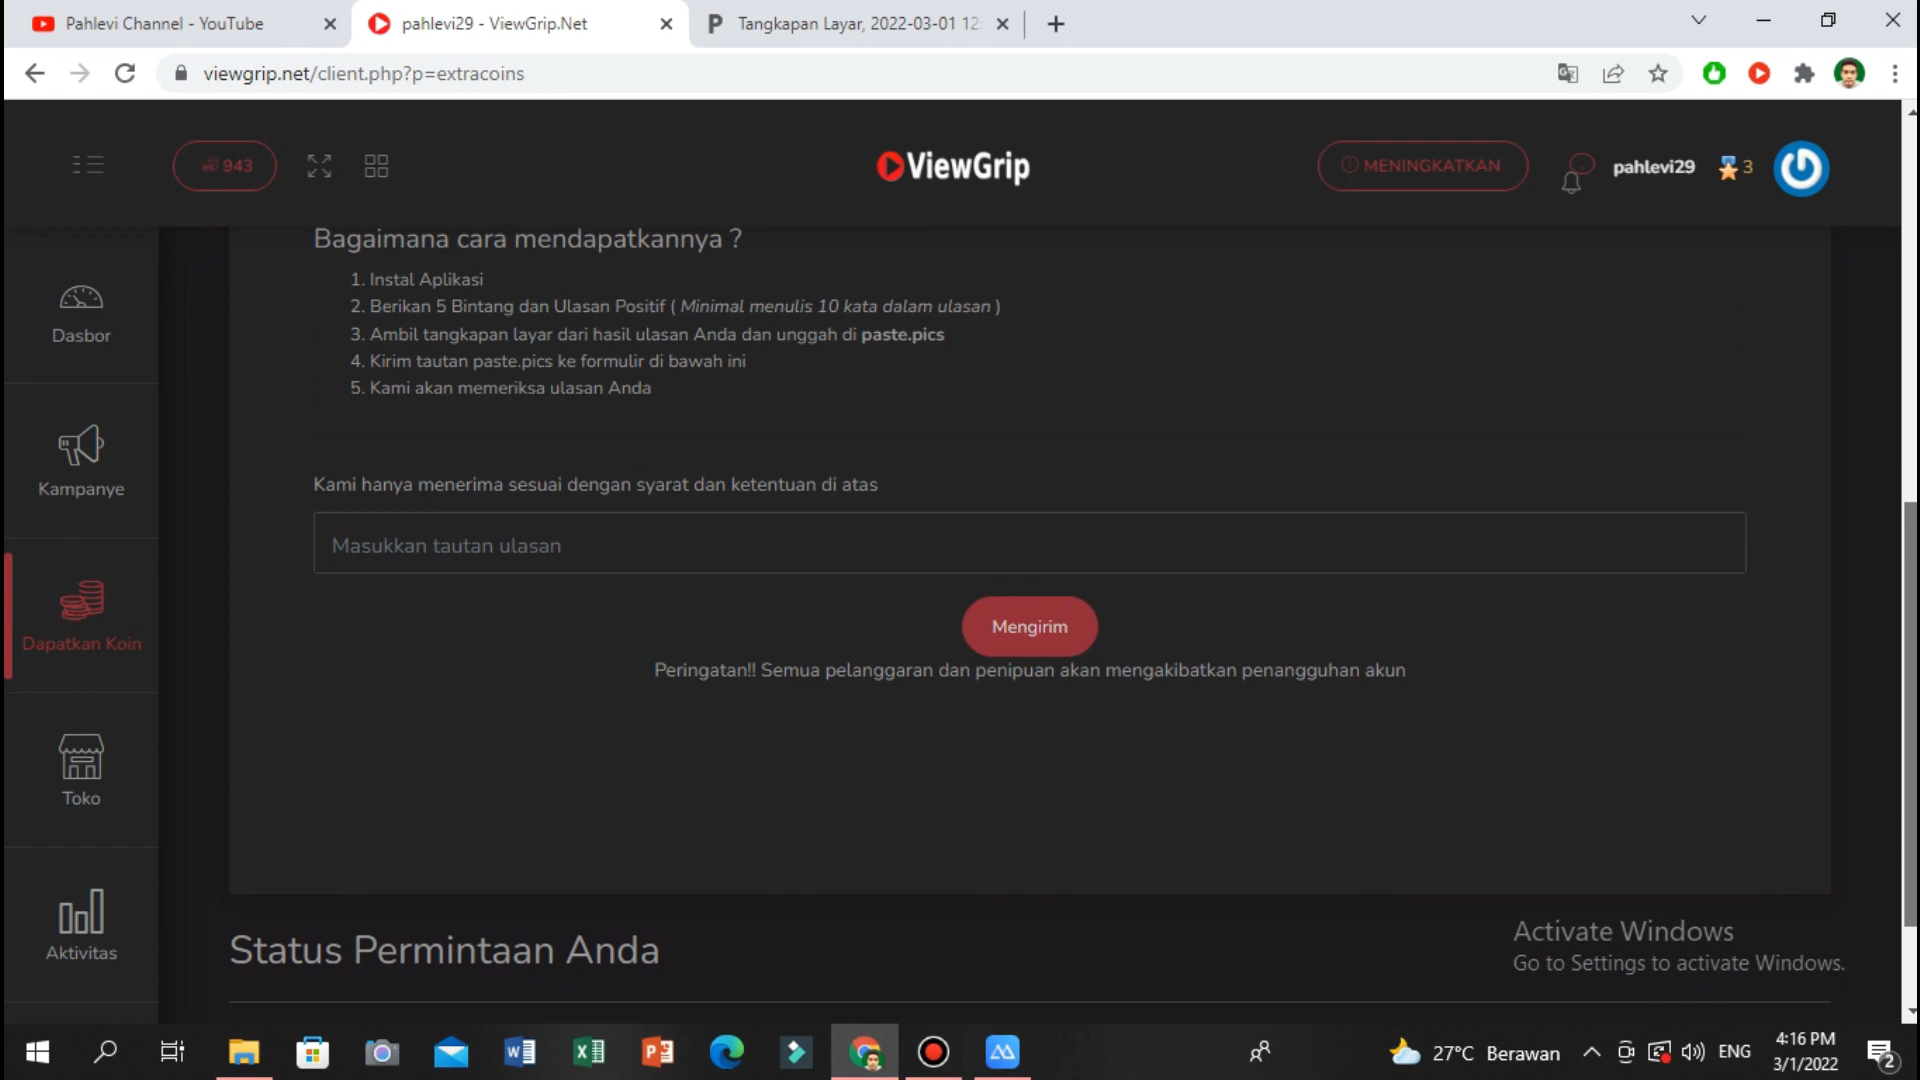 Pahlevi Channel - YouTube
pahlevi29 - ViewGrip.Net
Tangkapan Layar, 2022-03-01 12:
viewgrip.net/client.php?p=extracoins
943
ViewGrip
MENINGKATKAN
pahlevi29
3
Bagaimana cara mendapatkannya ?
1. Instal Aplikasi
2. Berikan 5 Bintang dan Ulasan Positif ( Minimal menulis 10 kata dalam ulasan )
3. Ambil tangkapan layar dari hasil ulasan Anda dan unggah di paste.pics
4. Kirim tautan paste.pics ke formulir di bawah ini
5. Kami akan memeriksa ulasan Anda
Dasbor
Kampanye
Dapatkan Koin
Toko
Aktivitas
Kami hanya menerima sesuai dengan syarat dan ketentuan di atas
Masukkan tautan ulasan
Mengirim
Peringatan!! Semua pelanggaran dan penipuan akan mengakibatkan penangguhan akun
Status Permintaan Anda
Activate Windows
Go to Settings to activate Windows.
27°C Berawan
ENG
4:16 PM
3/1/2022
2